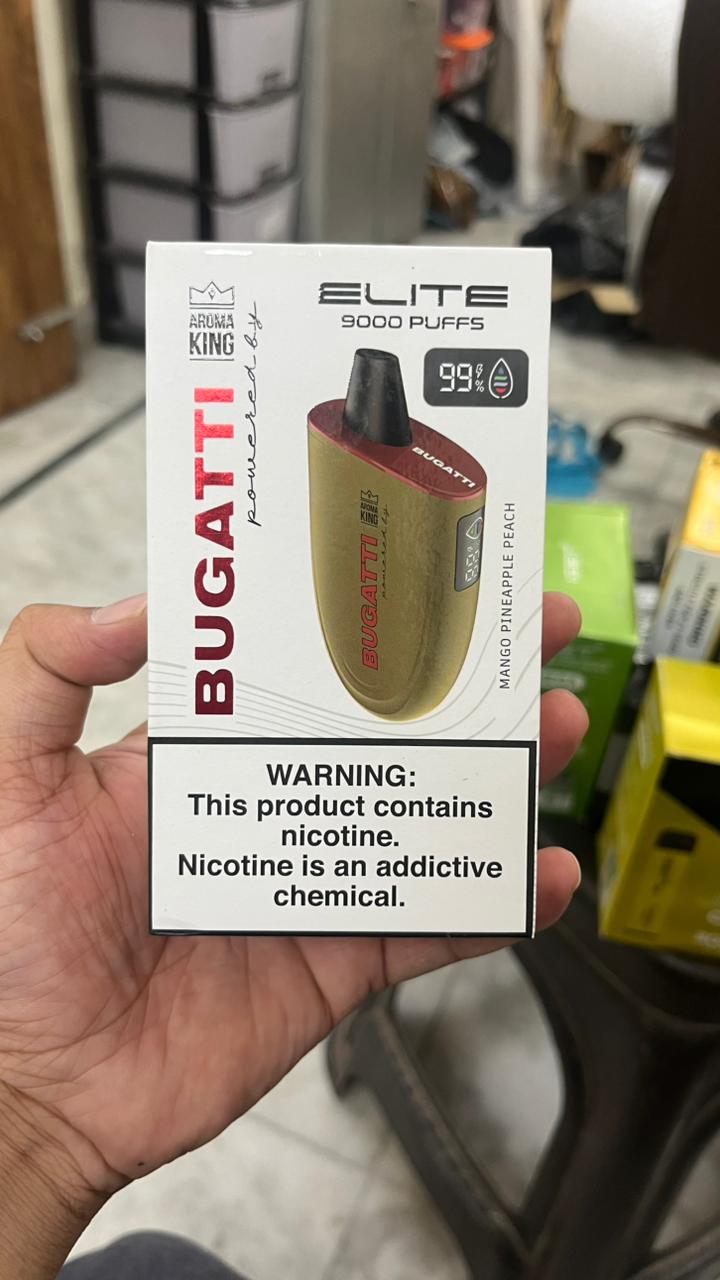 AROMA
KING
powered by
BUGATTI
ELITE
9000 PUFFS
99%
BUGATTI
AROMA
KING
powered by
BUGATTI
MANGO PINEAPPLE PEACH
WARNING:
This product contains
nicotine.
Nicotine is an addictive
chemical.
WARNING